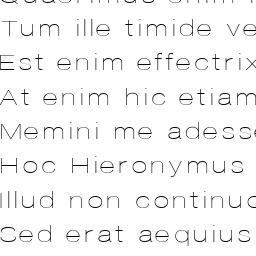 Tum ille timide ve
Est enim effectrix
At enim hic etiam
Memini me adesse
Hoc Hieronymus
Illud non continuo
Sed erat aequius